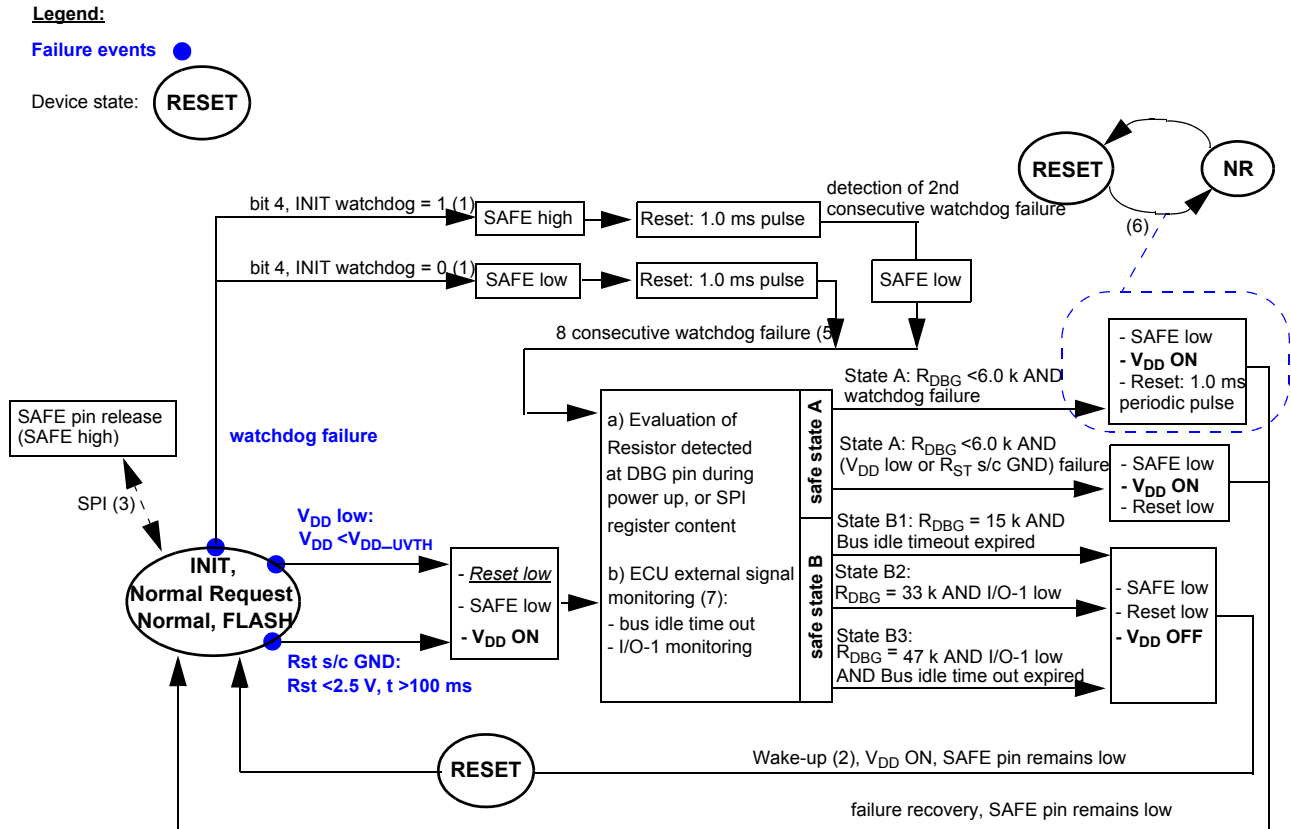 Legend:
Failure events
Device state:
RESET
RESET
NR
(6)
bit 4, INIT watchdog = 1 (1)
SAFE high
Reset: 1.0 ms pulse
detection of 2nd
consecutive watchdog failure
bit 4, INIT watchdog = 0 (1)
SAFE low
Reset: 1.0 ms pulse
SAFE low
8 consecutive watchdog failure (5
SAFE pin release
(SAFE high)
SPI (3)
watchdog failure
VDD low:
VDD <VDD_UVTH
INIT,
Normal Request
Normal, FLASH
Rst s/c GND:
Rst <2.5 V, t >100 ms
- Reset low
- SAFE low
- VDD ON
a) Evaluation of
Resistor detected
at DBG pin during
power up, or SPI
register content
b) ECU external signal
monitoring (7):
- bus idle time out
- I/O-1 monitoring
safe state A
safe state B
State A: RDBG <6.0 k AND
watchdog failure
- SAFE low
- VDD ON
- Reset: 1.0 ms
periodic pulse
State A: RDBG <6.0 k AND
(VDD low or RST s/c GND) failure
- SAFE low
- VDD ON
- Reset low
State B1: RDBG = 15 k AND
Bus idle timeout expired
State B2:
RDBG = 33 k AND I/O-1 low
State B3:
RDBG = 47 k AND I/O-1 low
AND Bus idle time out expired
- SAFE low
- Reset low
- VDD OFF
RESET
Wake-up (2), VDD ON, SAFE pin remains low
failure recovery, SAFE pin remains low